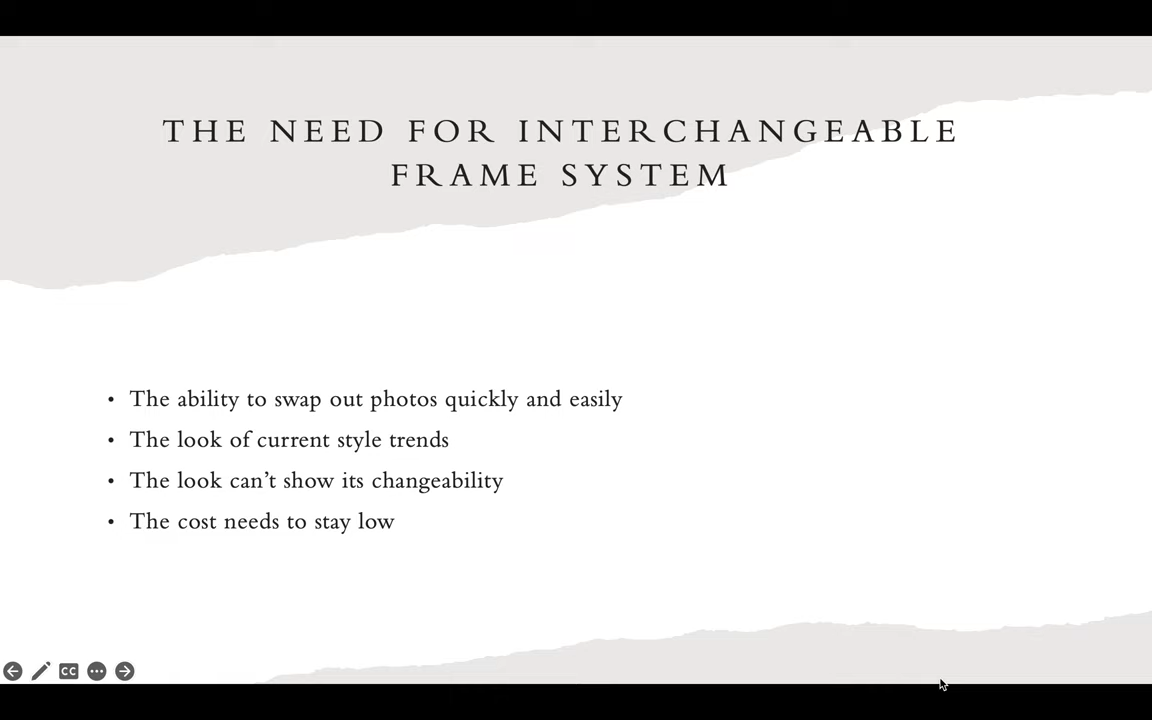 THE NEED FOR INTERCHANGEABLE
FRAME SYSTEM
• The ability to swap out photos quickly and easily
• The look of current style trends
• The look can’t show its changeability
• The cost needs to stay low
CC